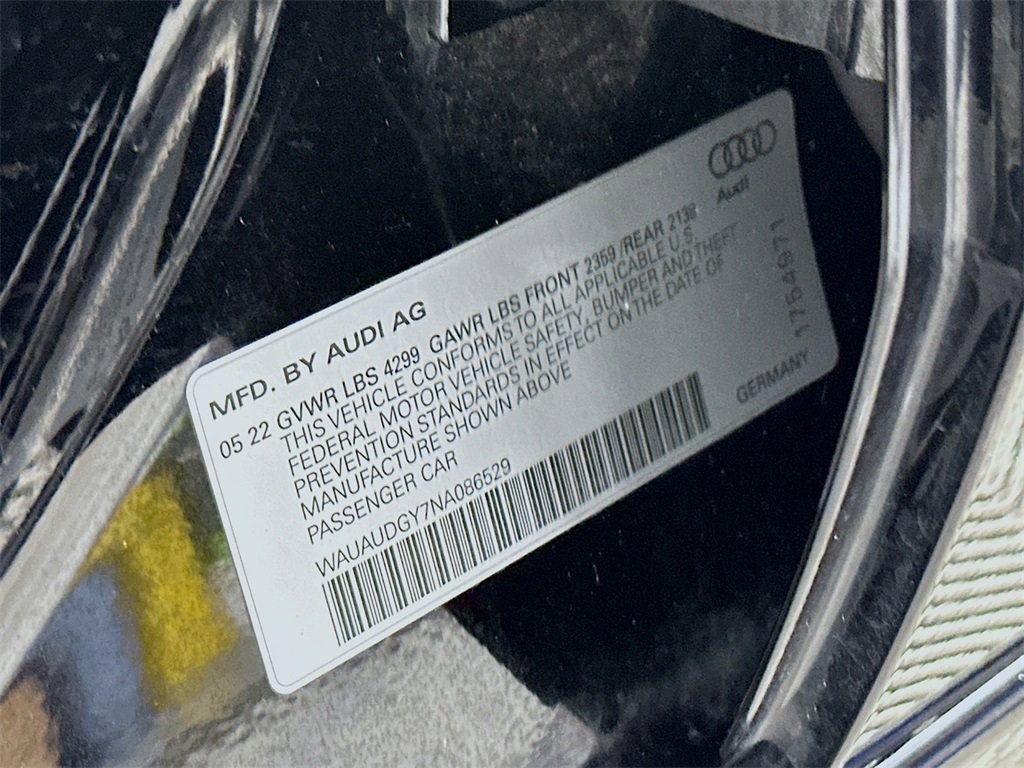 Audi
MFD. BY AUDI AG
05 22 GVWR LBS 4299 GAWR LBS FRONT 2359 /REAR 2138
THIS VEHICLE CONFORMS TO ALL APPLICABLE U.S.
FEDERAL MOTOR VEHICLE SAFETY, BUMPER AND THEFT
PREVENTION STANDARDS IN EFFECT ON THE DATE OF
MANUFACTURE SHOWN ABOVE
PASSENGER CAR
WAUAUDGY7NA086529
GERMANY
1754971